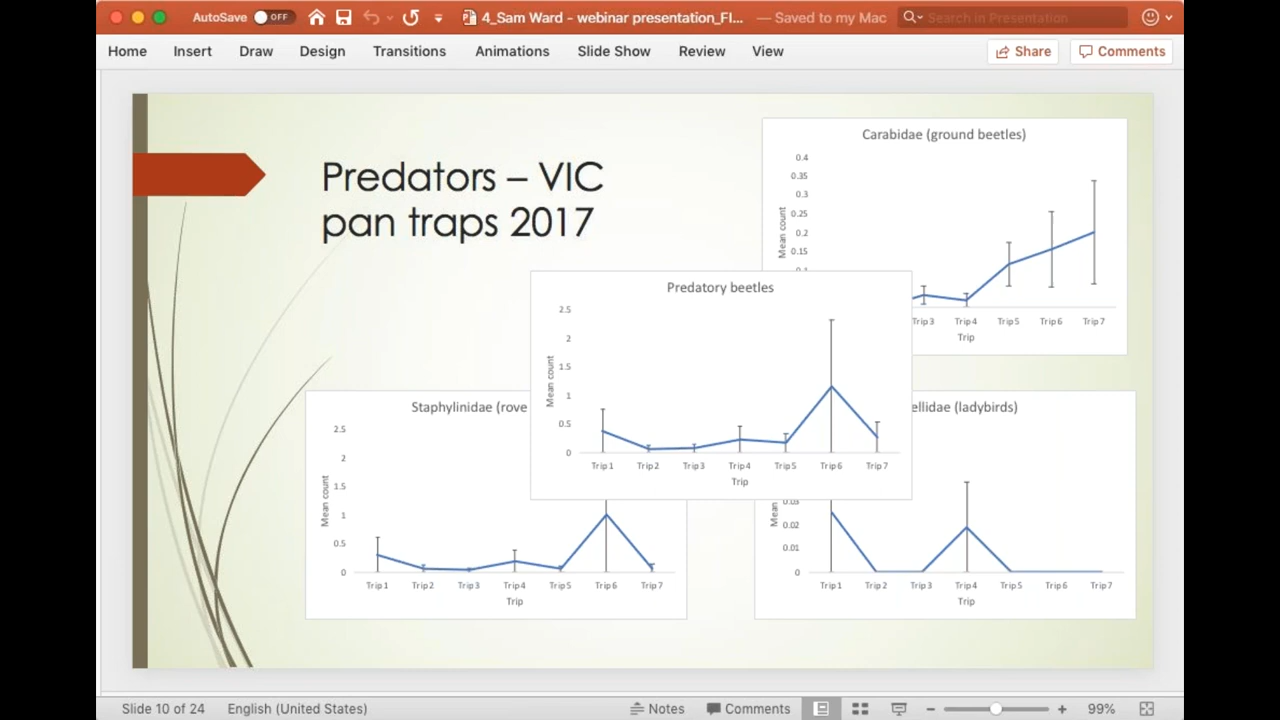 AutoSave OFF 4_Sam Ward - webinar presentation_FI... — Saved to my Mac Search in Presentation
Home Insert Draw Design Transitions Animations Slide Show Review View Share Comments
Predators – VIC
pan traps 2017
Carabidae (ground beetles)
Mean count
0.4
0.35
0.3
0.25
0.2
0.15
Trip 3 Trip 4 Trip 5 Trip 6 Trip 7
Trip
Predatory beetles
Mean count
2.5
2
1.5
1
0.5
0
Trip 1 Trip 2 Trip 3 Trip 4 Trip 5 Trip 6 Trip 7
Trip
Staphylinidae (rove
Mean count
2.5
2
1.5
1
0.5
0
Trip 1 Trip 2 Trip 3 Trip 4 Trip 5 Trip 6 Trip 7
Trip
ellidae (ladybirds)
Mean
0.02
0.01
0
Trip 1 Trip 2 Trip 3 Trip 4 Trip 5 Trip 6 Trip 7
Trip
Slide 10 of 24 English (United States) Notes Comments 99%